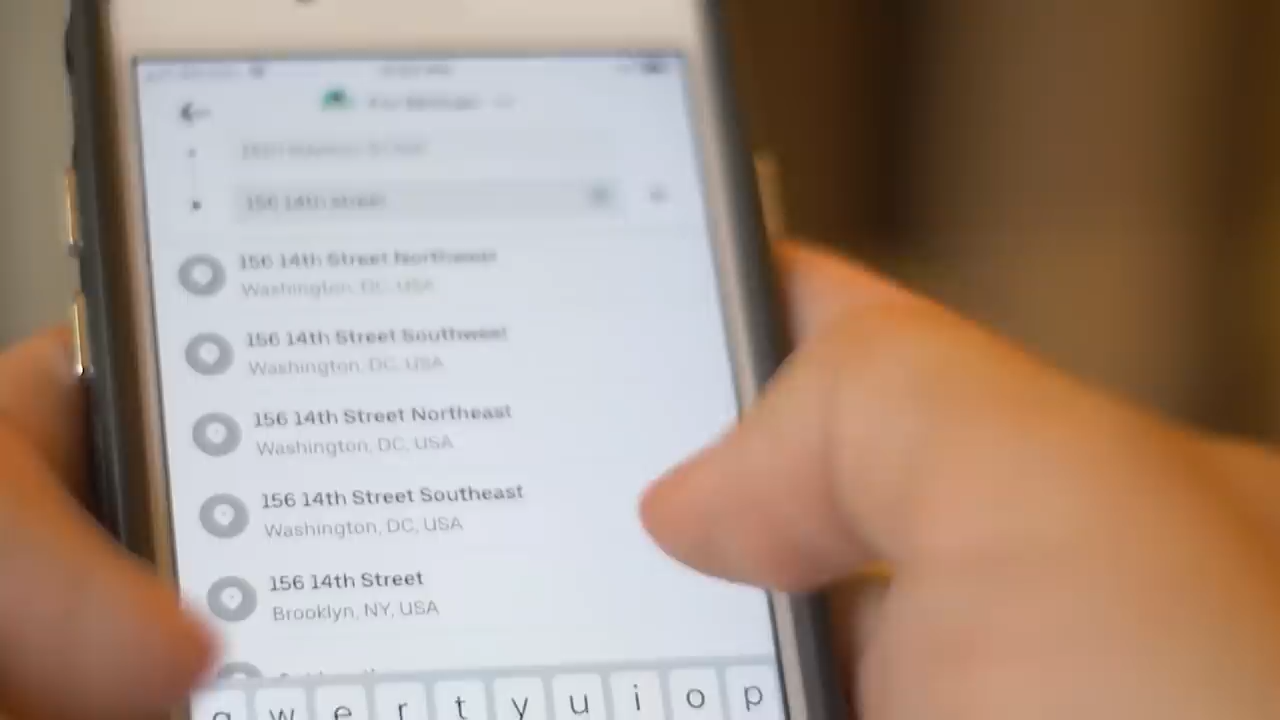 156 14th street
156 14th Street Northwest
Washington, DC, USA
156 14th Street Southwest
Washington, DC, USA
156 14th Street Northeast
Washington, DC, USA
156 14th Street Southeast
Washington, DC, USA
156 14th Street
Brooklyn, NY, USA
q w e r t y u i o p